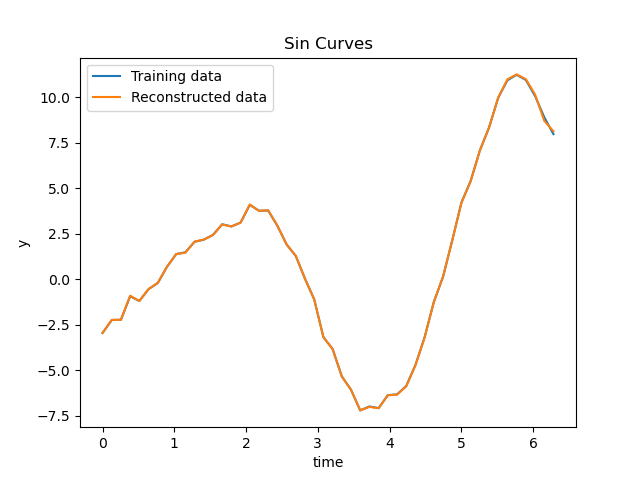 Sin Curves
Training data
Reconstructed data
10.0
7.5
5.0
2.5
0.0
−2.5
−5.0
−7.5
y
0 1 2 3 4 5 6
time